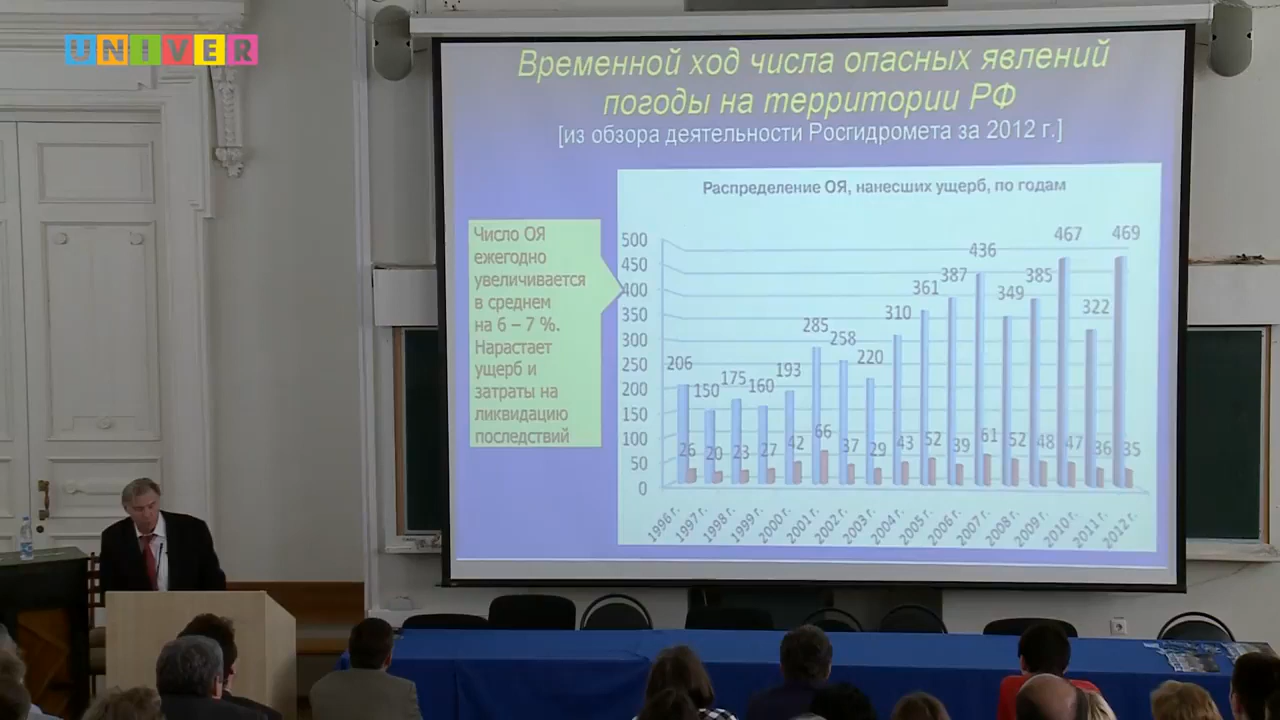 UNIVER
Временной ход числа опасных явлений
погоды на территории РФ
[из обзора деятельности Росгидромета за 2012 г.]
Число ОЯ
ежегодно
увеличивается
в среднем
на 6 – 7 %.
Нарастает
ущерб и
затраты на
ликвидацию
последствий
Распределение ОЯ, нанесших ущерб, по годам
500
450
400
350
300
250
200
150
100
50
0
206 150 175 160 193 285 258 220 310 361 387 436 349 385 467 322 469
26 20 23 27 42 66 37 29 43 52 39 61 52 48 47 36 35
1996 г. 1997 г. 1998 г. 1999 г. 2000 г. 2001 г. 2002 г. 2003 г. 2004 г. 2005 г. 2006 г. 2007 г. 2008 г. 2009 г. 2010 г. 2011 г. 2012 г.